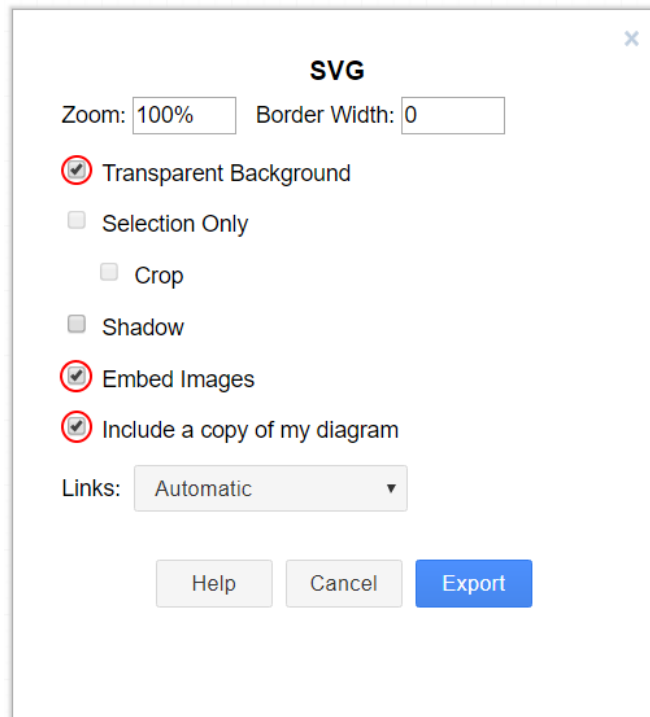 SVG
Zoom: 100% Border Width: 0
Transparent Background
Selection Only
Crop
Shadow
Embed Images
Include a copy of my diagram
Links: Automatic
Help Cancel Export